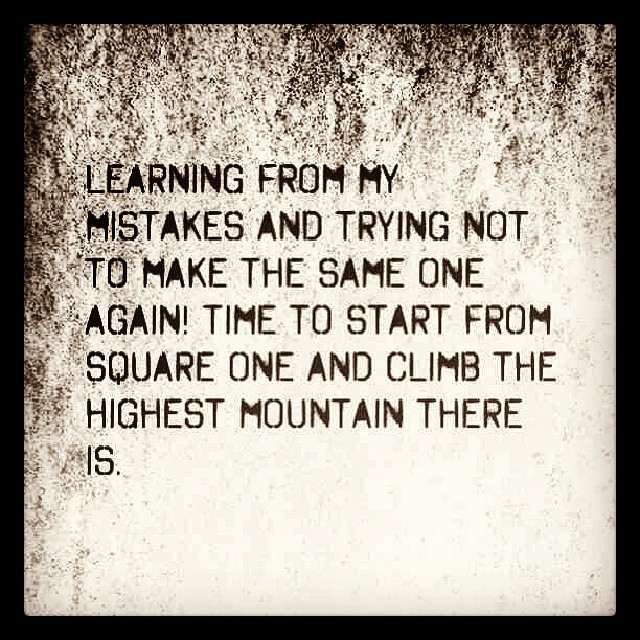 LEARNING FROM MY
MISTAKES AND TRYING NOT
TO MAKE THE SAME ONE
AGAIN! TIME TO START FROM
SQUARE ONE AND CLIMB THE
HIGHEST MOUNTAIN THERE
IS.